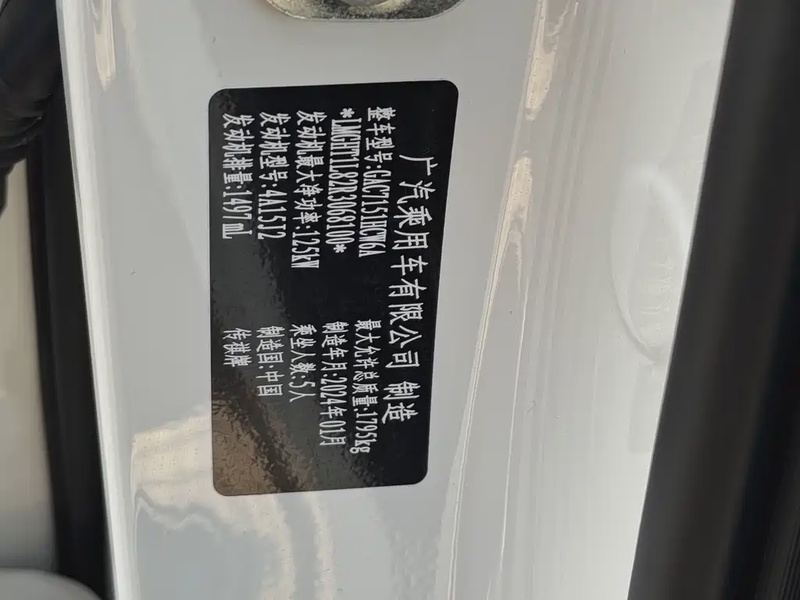 广汽乘用车有限公司 制造
整车型号:GAC7151HCW6A 最大允许总质量:1795kg
*LMGHT1L82R3068100* 制造年月:2024年01月
发动机最大净功率:125kW 乘坐人数:5人
发动机型号:4A15J2 制造国:中国
发动机排量:1497mL 传祺牌